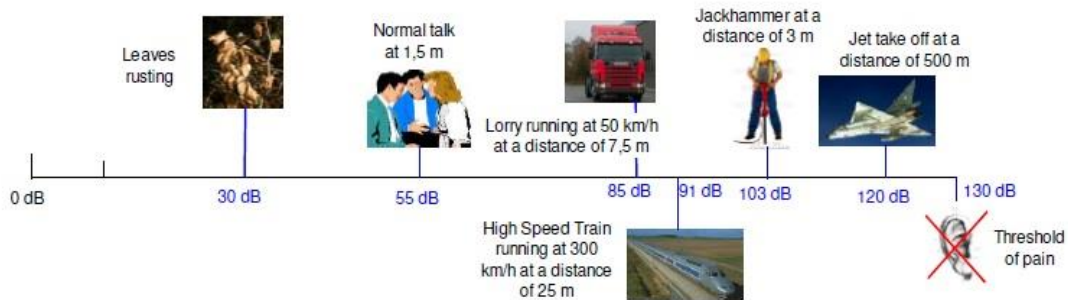 Leaves
rusting
Normal talk
at 1,5 m
Lorry running at 50 km/h
at a distance of 7,5 m
Jackhammer at a
distance of 3 m
Jet take off at a
distance of 500 m
0 dB
30 dB
55 dB
85 dB
91 dB
103 dB
120 dB
130 dB
High Speed Train
running at 300
km/h at a distance
of 25 m
Threshold
of pain